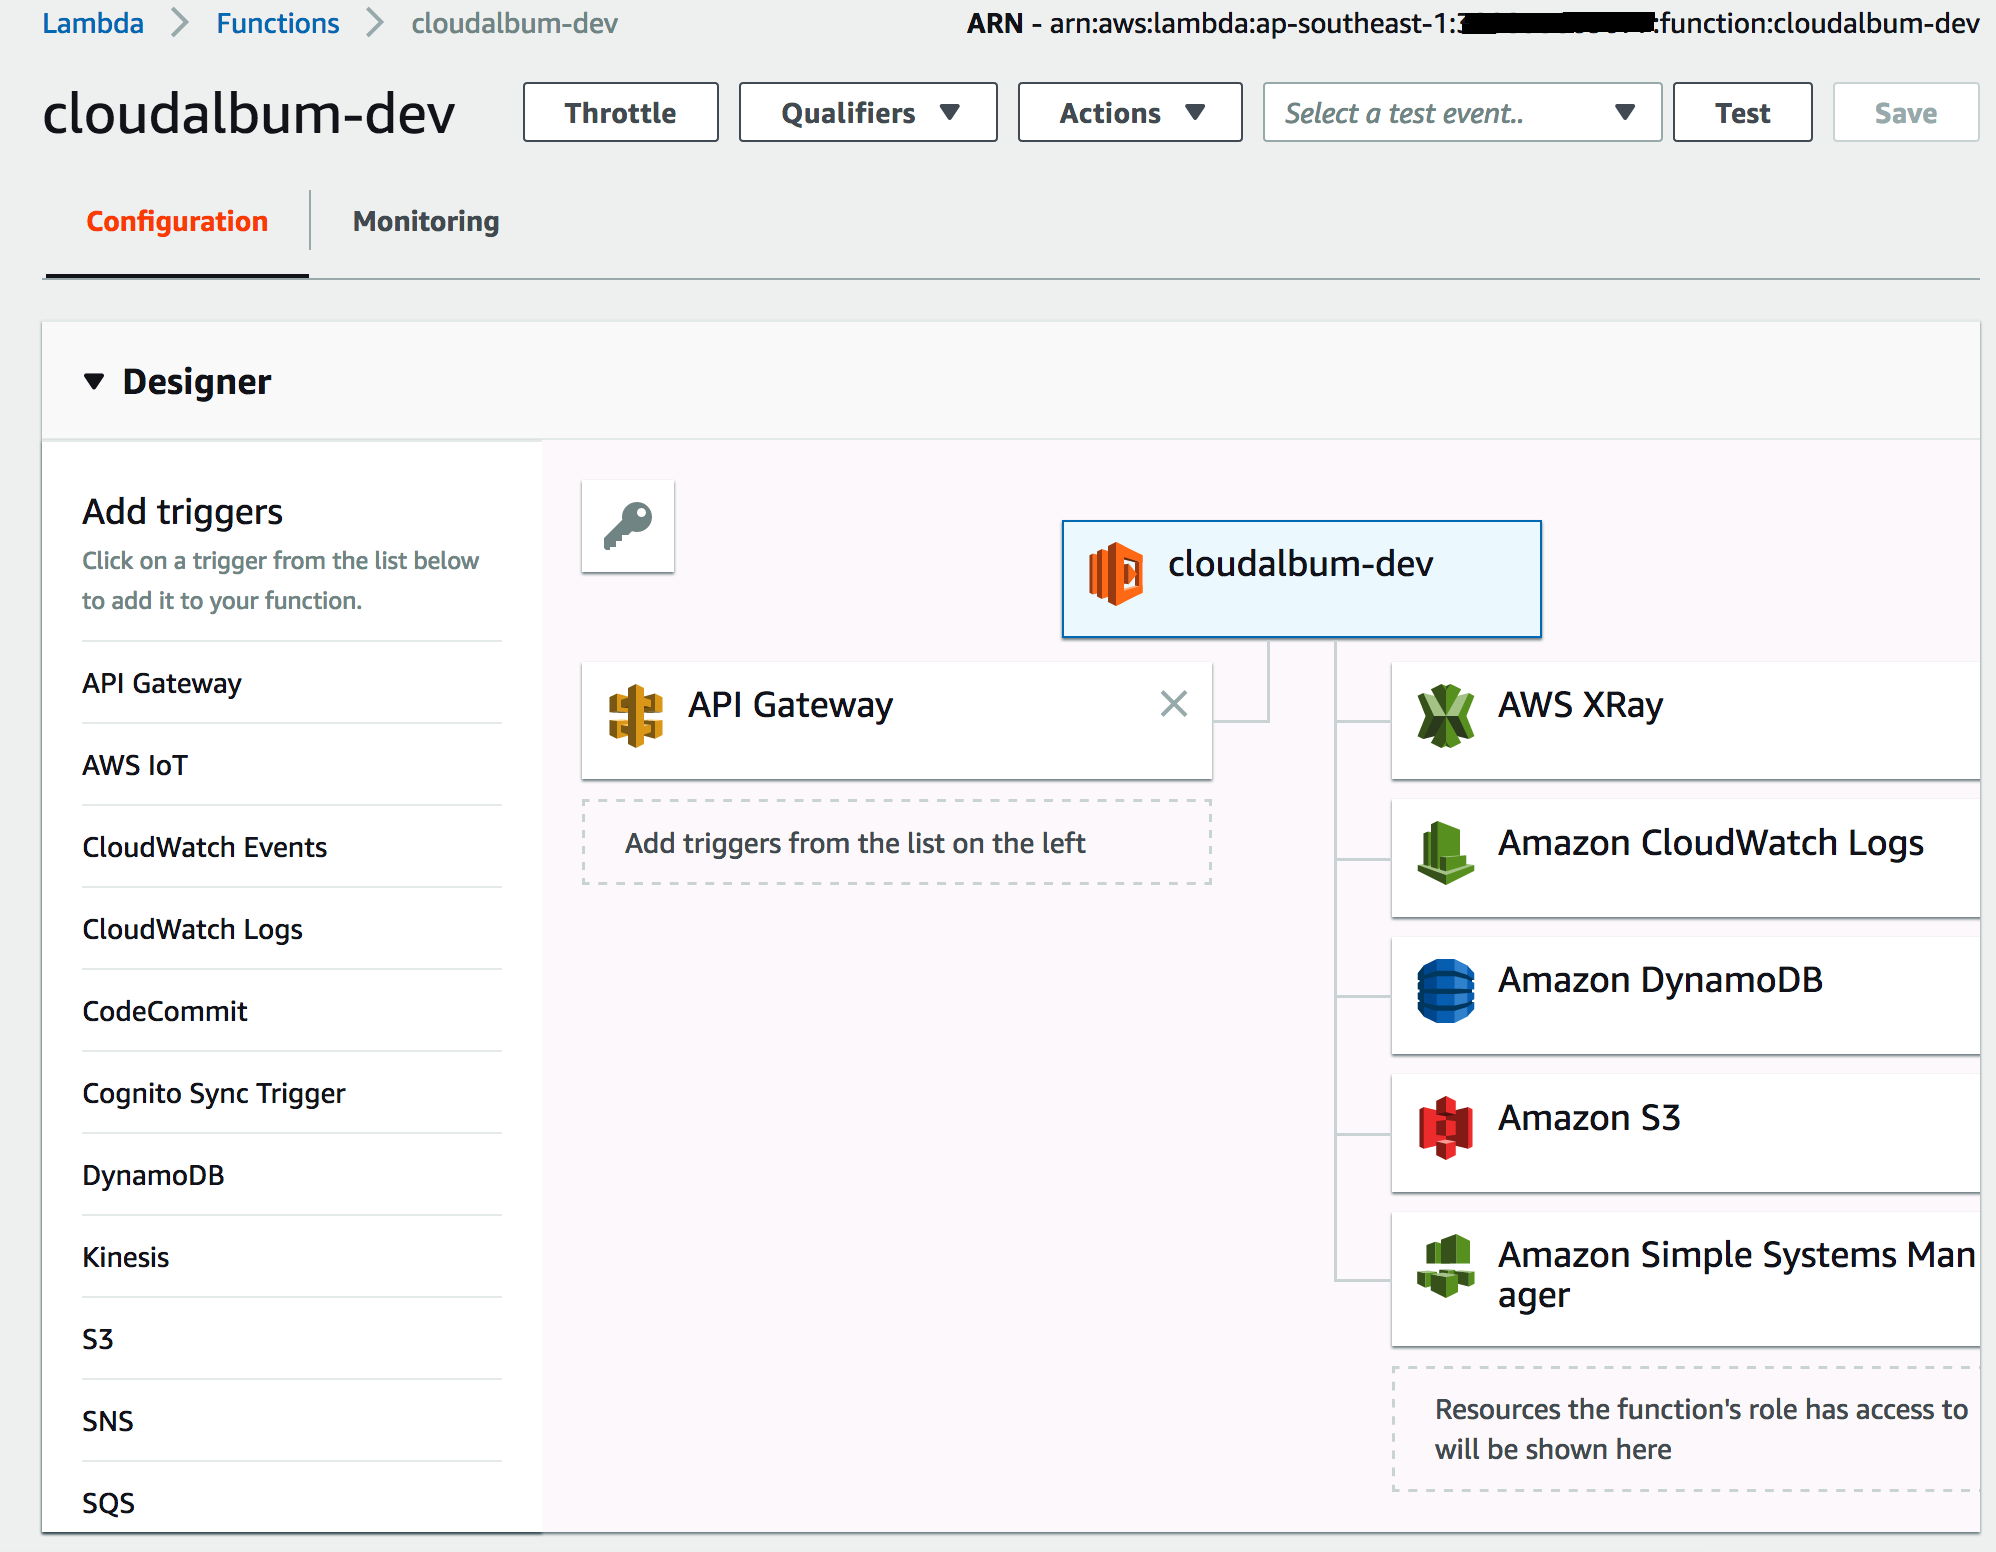 Lambda > Functions > cloudalbum-dev
ARN - arn:aws:lambda:ap-southeast-1: :function:cloudalbum-dev
cloudalbum-dev
Throttle
Qualifiers
Actions
Select a test event..
Test
Save
Configuration
Monitoring
Designer
Add triggers
Click on a trigger from the list below
to add it to your function.
API Gateway
AWS IoT
CloudWatch Events
CloudWatch Logs
CodeCommit
Cognito Sync Trigger
DynamoDB
Kinesis
S3
SNS
SQS
cloudalbum-dev
API Gateway
Add triggers from the list on the left
AWS XRay
Amazon CloudWatch Logs
Amazon DynamoDB
Amazon S3
Amazon Simple Systems Man
ager
Resources the function's role has access to
will be shown here